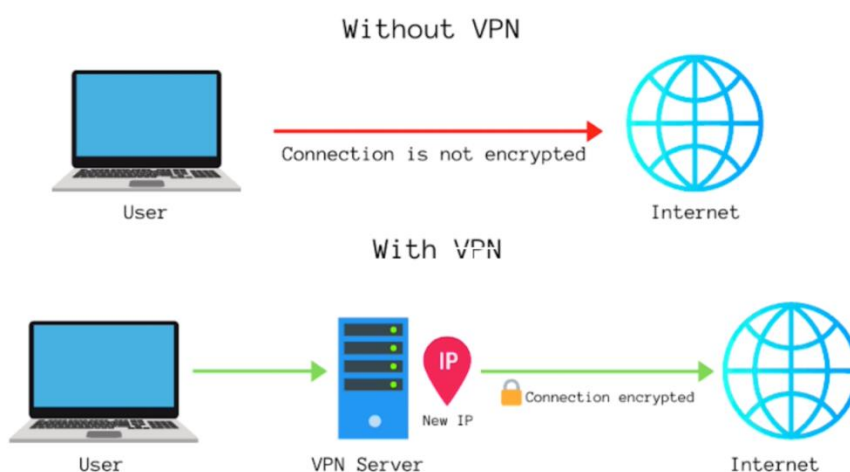 Without VPN
Connection is not encrypted
User
Internet
With VPN
IP
New IP
Connection encrypted
User
VPN Server
Internet